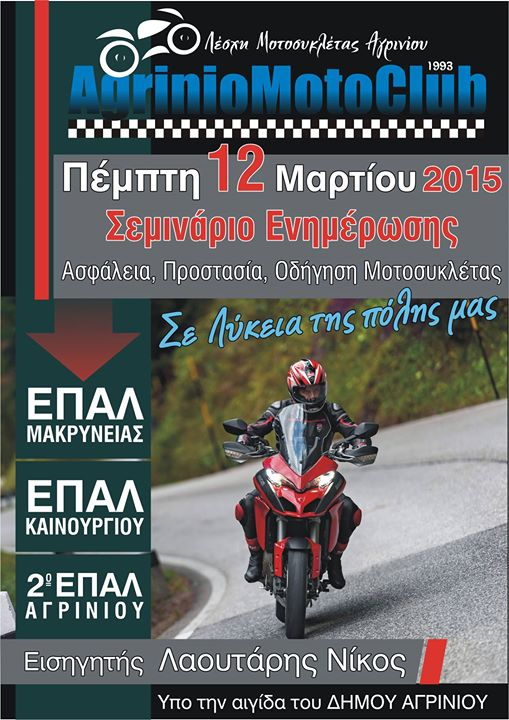 Λέσχη Μοτοσυκλέτας Αγρινίου
1993
AgrinioMotoClub
Πέμπτη 12 Μαρτίου 2015
Σεμινάριο Ενημέρωσης
Ασφάλεια, Προστασία, Οδήγηση Μοτοσυκλέτας
Σε Λύκεια της πόλης μας
ΕΠΑΛ
ΜΑΚΡΥΝΕΙΑΣ
ΕΠΑΛ
ΚΑΙΝΟΥΡΓΙΟΥ
2ο ΕΠΑΛ
ΑΓΡΙΝΙΟΥ
Εισηγητής Λαουτάρης Νίκος
Υπο την αιγίδα του ΔΗΜΟΥ ΑΓΡΙΝΙΟΥ